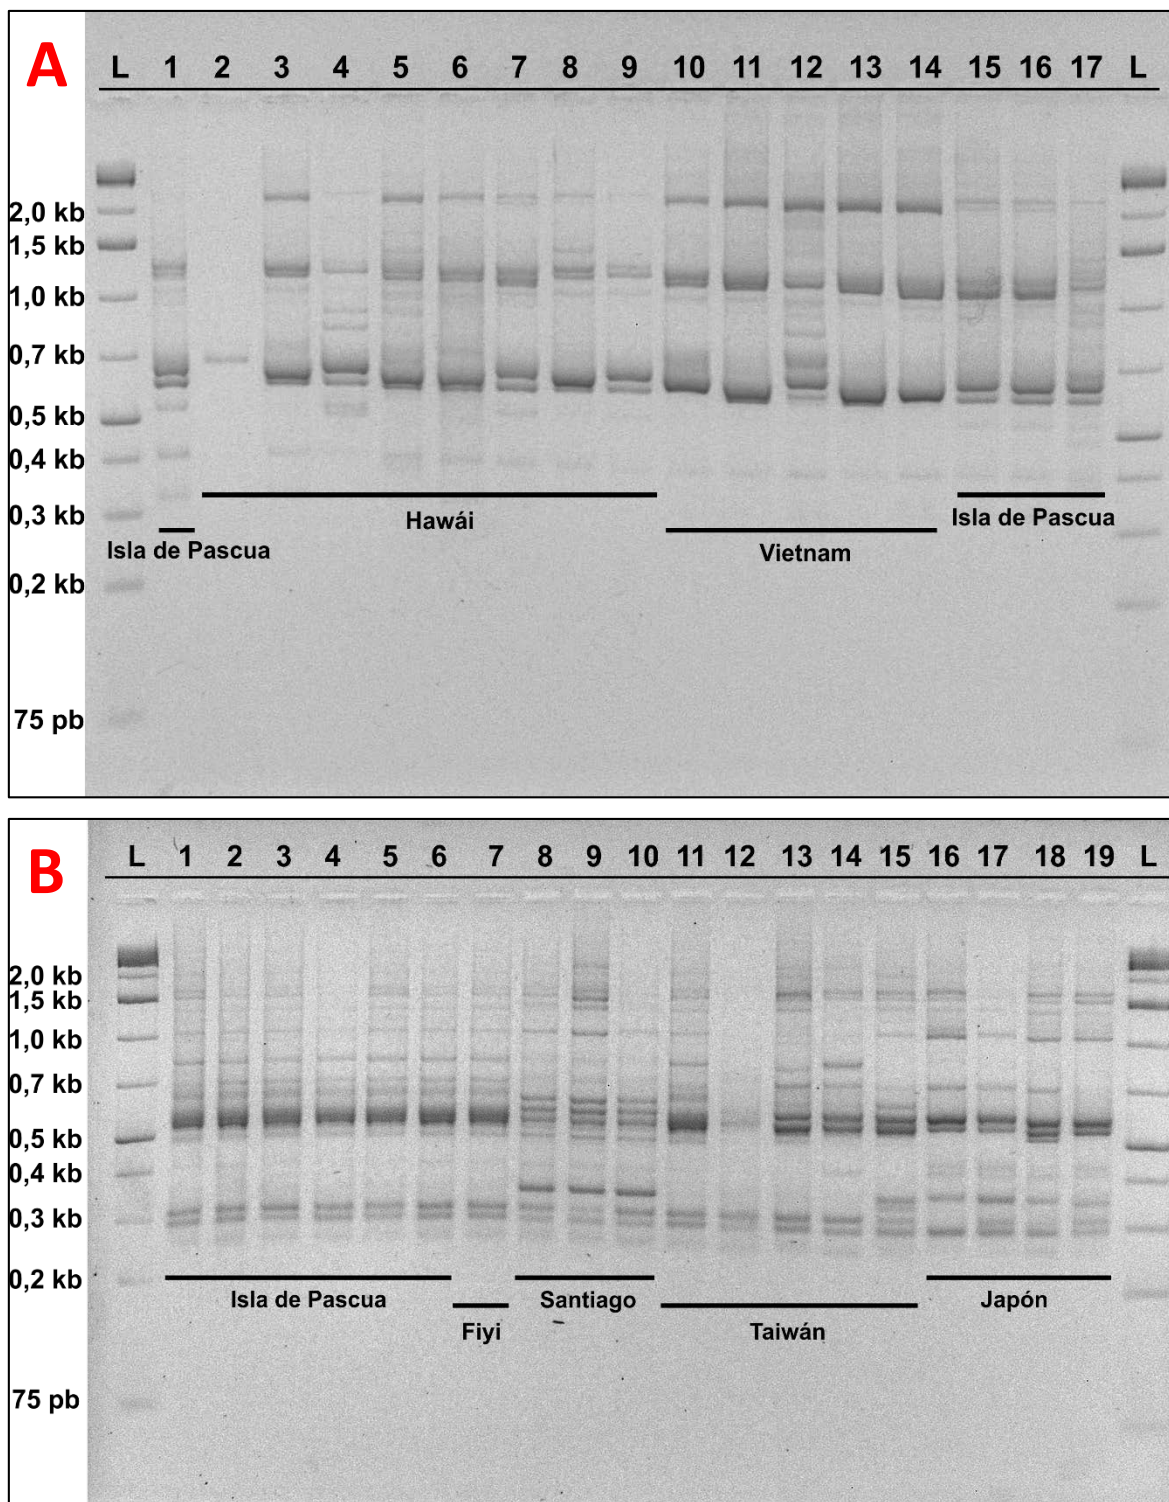 A
L 1 2 3 4 5 6 7 8 9 10 11 12 13 14 15 16 17 L
2,0 kb
1,5 kb
1,0 kb
0,7 kb
0,5 kb
0,4 kb
0,3 kb
0,2 kb
75 pb
Hawái
Isla de Pascua
Isla de Pascua
Vietnam
B
L 1 2 3 4 5 6 7 8 9 10 11 12 13 14 15 16 17 18 19 L
2,0 kb
1,5 kb
1,0 kb
0,7 kb
0,5 kb
0,4 kb
0,3 kb
0,2 kb
75 pb
Isla de Pascua
Santiago
Japón
Fiyi
Taiwán